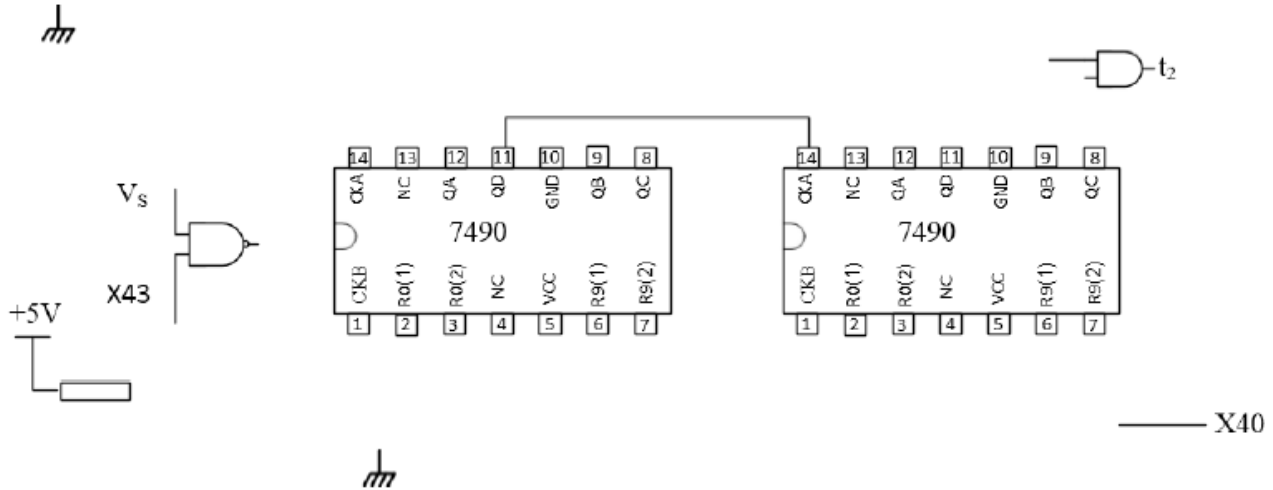 t₂
14 13 12 11 10 9 8
CKA NC QA QD GND QB QC
7490
CKB R0(1) R0(2) NC VCC R9(1) R9(2)
1 2 3 4 5 6 7
14 13 12 11 10 9 8
CKA NC QA QD GND QB QC
7490
CKB R0(1) R0(2) NC VCC R9(1) R9(2)
1 2 3 4 5 6 7
VS
X43
+5V
X40